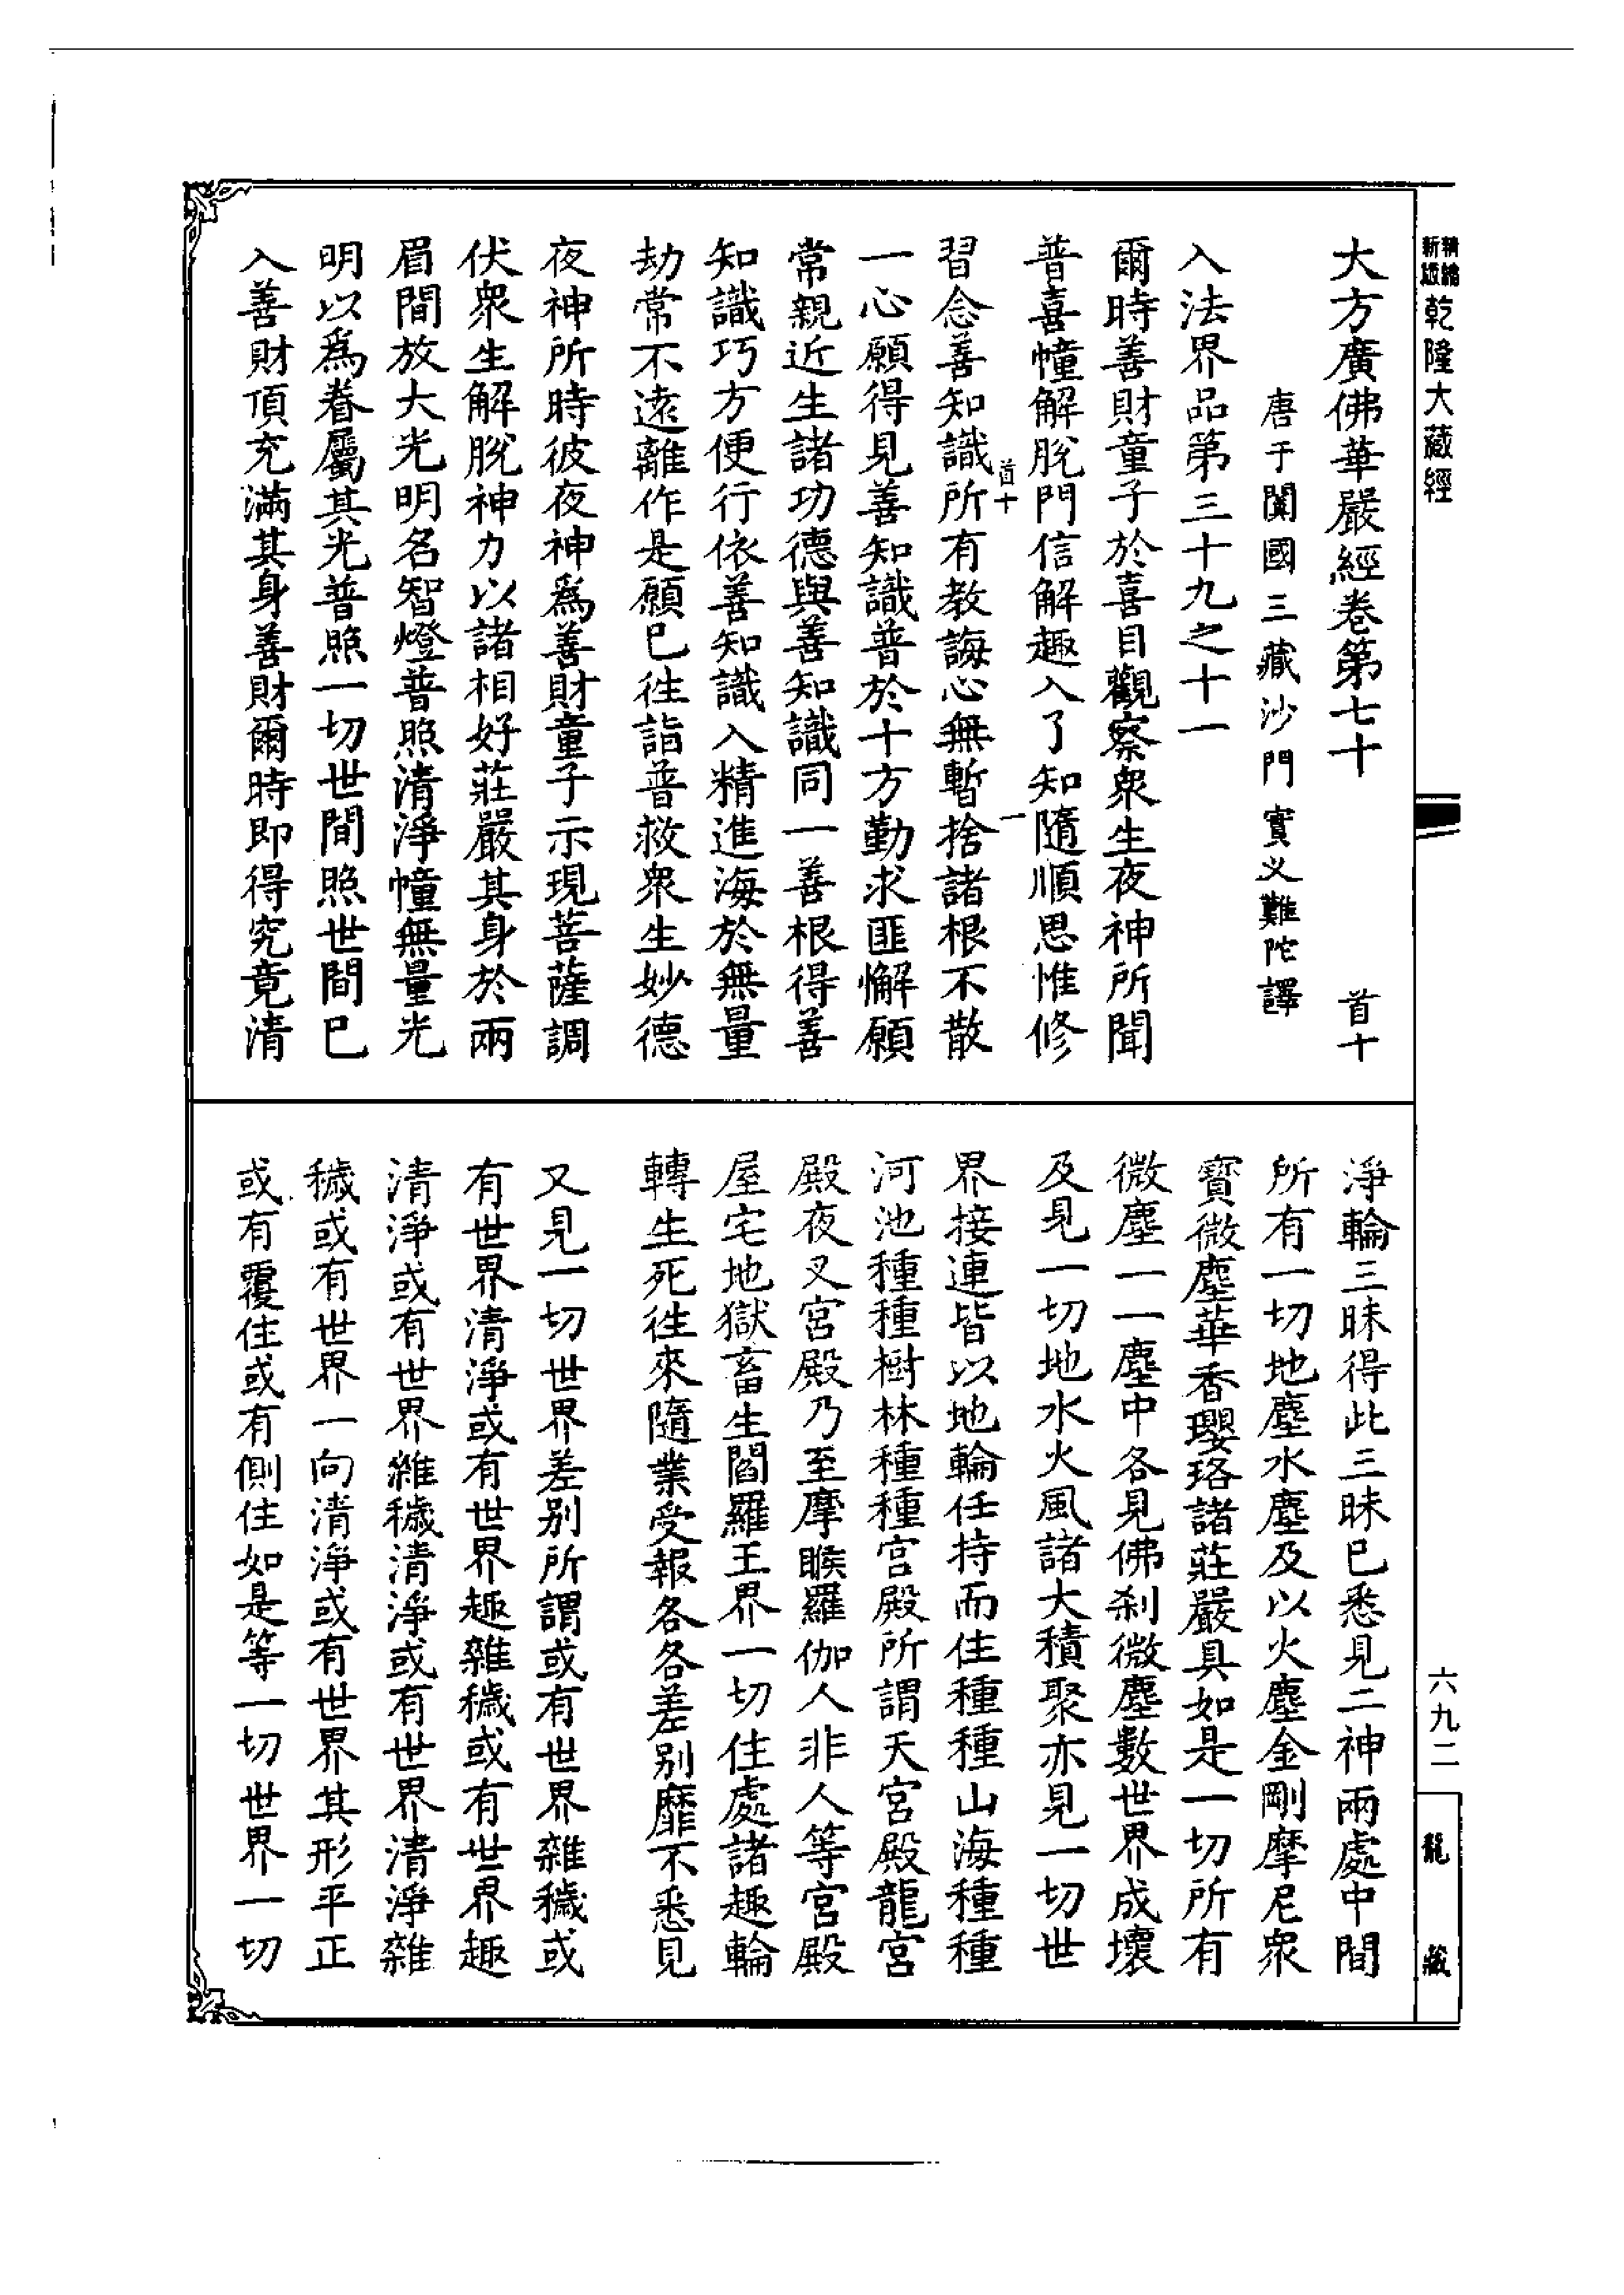 精編
新版
乾隆大藏經
大方廣佛華嚴經卷第七十 首十
唐于闐國三藏沙門實叉難陀譯
入法界品第三十九之十一
爾時善財童子於喜目觀察衆生夜神所聞
普喜幢解脫門信解趣入了知隨順思惟修
首十 一
習念善知識所有教誨心無暫捨諸根不散
一心願得見善知識普於十方勤求匪懈願
常親近生諸功德與善知識同一善根得善
知識巧方便行依善知識入精進海於無量
劫常不遠離作是願已往詣普救衆生妙德
夜神所時彼夜神爲善財童子示現菩薩調
伏衆生解脫神力以諸相好莊嚴其身於兩
眉間放大光明名智燈普照清淨幢無量光
明以爲眷屬其光普照一切世間照世間已
入善財頂充滿其身善財爾時即得究竟清
淨輪三昧得此三昧已悉見二神兩處中間
所有一切地塵水塵及以火塵金剛摩尼衆
寶微塵華香瓔珞諸莊嚴具如是一切所有
微塵一一塵中各見佛刹微塵數世界成壞
及見一切地水火風諸大積聚亦見一切世
界接連皆以地輪任持而住種種山海種種
河池種種樹林種種宮殿所謂天宮殿龍宮
殿夜叉宮殿乃至摩睺羅伽人非人等宮殿
屋宅地獄畜生閻羅王界一切住處諸趣輪
轉生死往來隨業受報各各差別靡不悉見
又見一切世界差別所謂或有世界雜穢或
有世界清淨或有世界趣雜穢或有世界趣
清淨或有世界雜穢清淨或有世界清淨雜
穢或有世界一向清淨或有世界其形平正
或有覆住或有側住如是等一切世界一切
六九二
龍藏